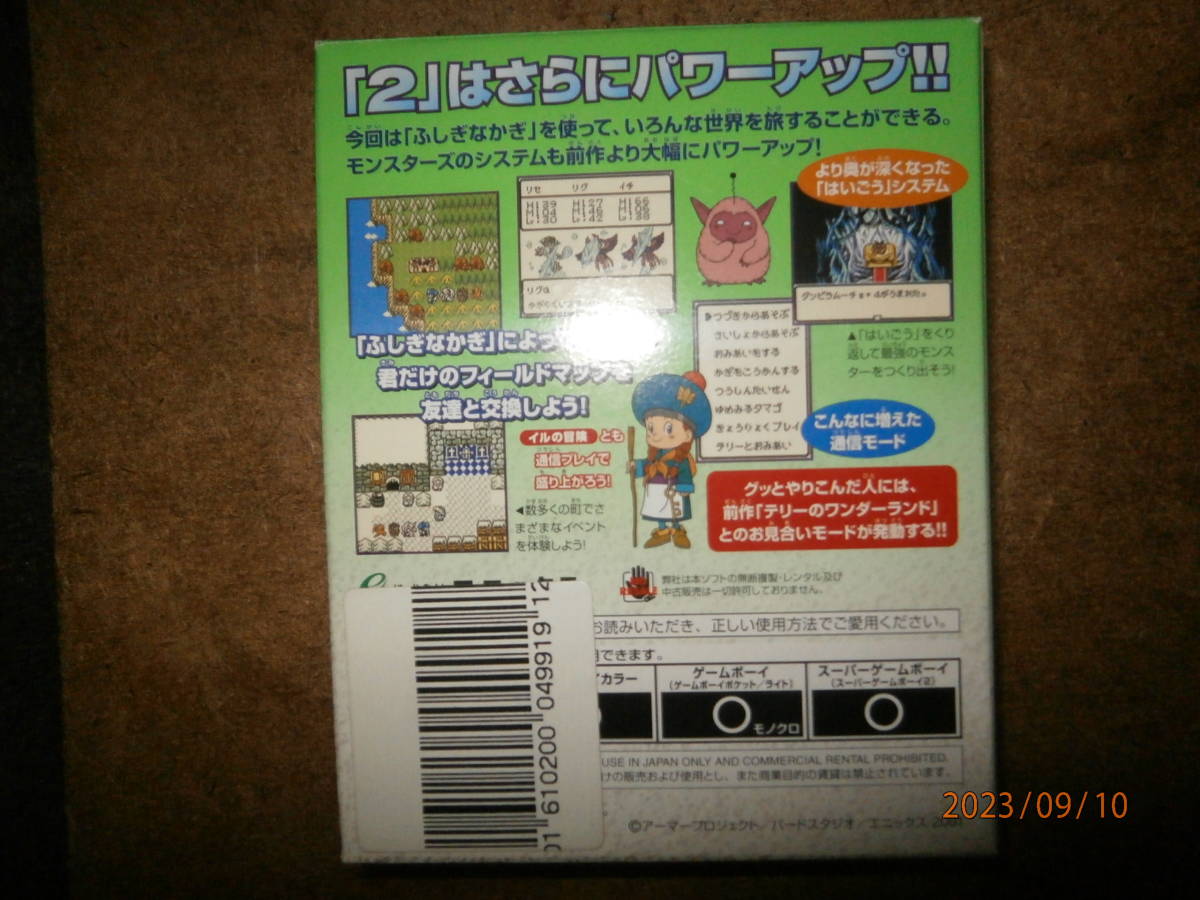 「2」はさらにパワーアップ!!
今回は「ふしぎなかぎ」を使って、いろんな世界を旅することができる。
モンスターズのシステムも前作より大幅にパワーアップ!
より奥が深くなった
「はいごう」システム
リセ リグ イチ
▲「はいごう」をくり
返して最強のモンス
ターをつくり出そう!
▶つづきからあそぶ
さいしょからあそぶ
おみあいをする
かぎをこうかんする
つうしんたいせん
ゆめみるタマゴ
きょうりょくプレイ
テリーとおみあい
「ふしぎなかぎ」によっ
君だけのフィールドマップを
友達と交換しよう!
こんなに増えた
通信モード
イルの冒険 とも
通信プレイで
盛り上がろう!
◀数多くの町でさ
まざまなイベント
を体験しよう!
グッとやりこんだ人には、
前作「テリーのワンダーランド」
とのお見合いモードが発動する!!
弊社は本ソフトの無断複製・レンタル及び
中古販売は一切許可しておりません。
お読みいただき、正しい使用方法でご愛用ください。
用できます。
カラー
ゲームボーイ
(ゲームボーイポケット/ライト)
モノクロ
スーパーゲームボーイ
(スーパーゲームボーイ2)
USE IN JAPAN ONLY AND COMMERCIAL RENTAL PROHIBITED.
けの販売および使用とし、また商業目的の賃貸は禁止されています。
©アーマープロジェクト/バードスタジオ/エニックス
01 610200 049919 14
2023/09/10